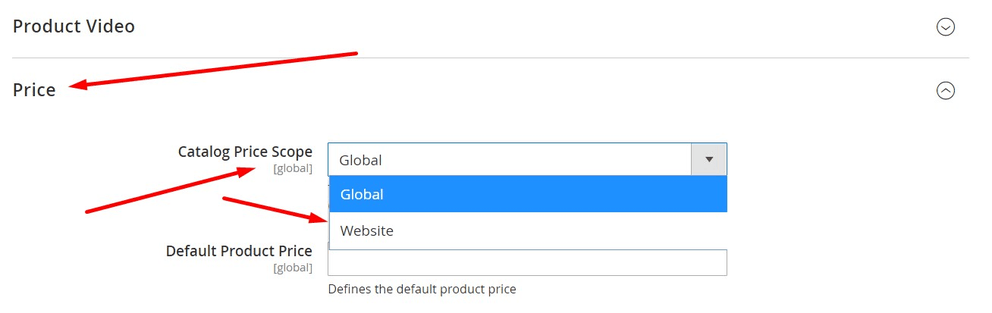 Product Video
Price
Catalog Price Scope
[global]
Global
Global
Website
Default Product Price
[global]
Defines the default product price